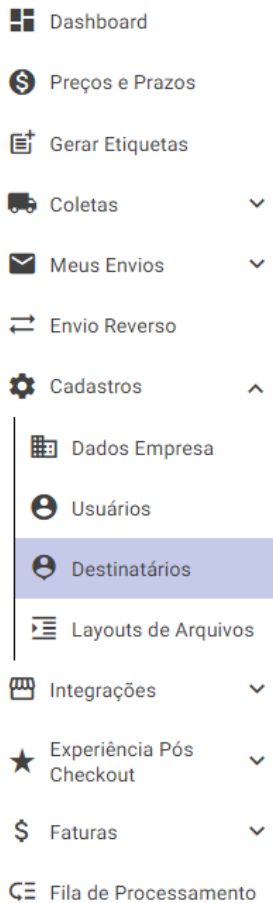 Dashboard
Preços e Prazos
Gerar Etiquetas
Coletas
Meus Envios
Envio Reverso
Cadastros
Dados Empresa
Usuários
Destinatários
Layouts de Arquivos
Integrações
Experiência Pós
Checkout
Faturas
Fila de Processamento